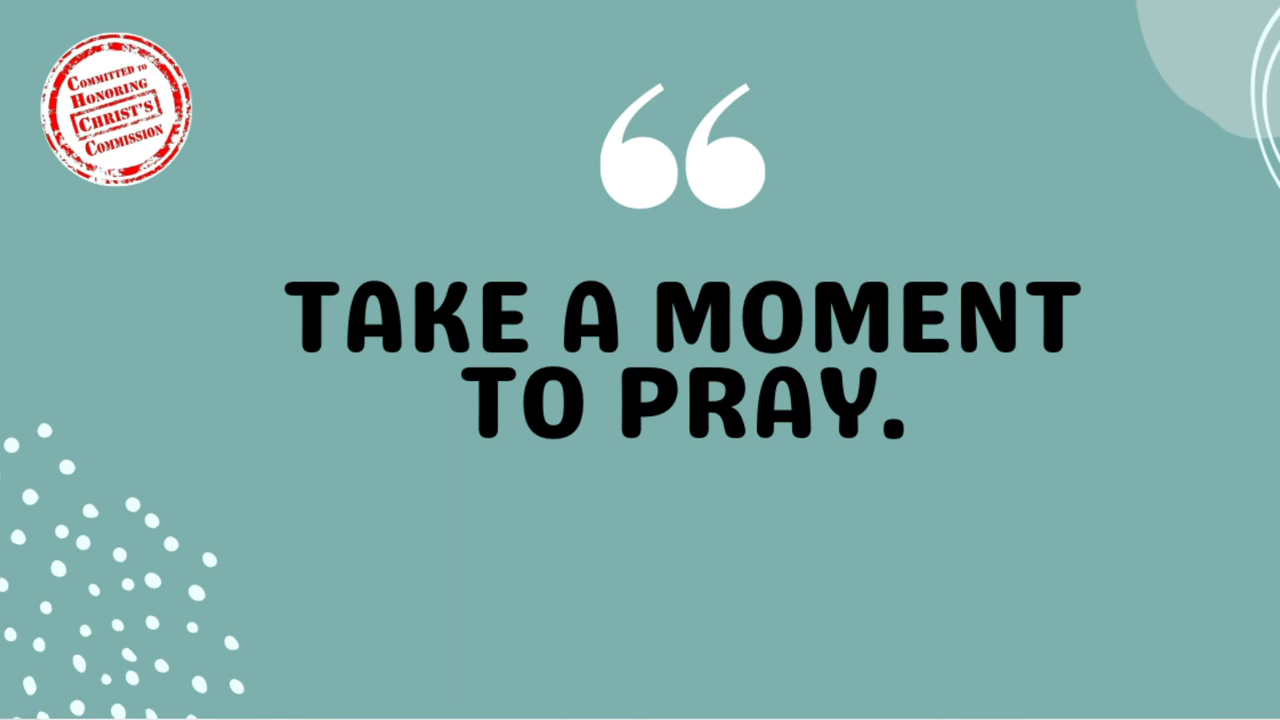 COMMITTED TO
HONORING
CHRIST'S
COMMISSION
“
TAKE A MOMENT
TO PRAY.